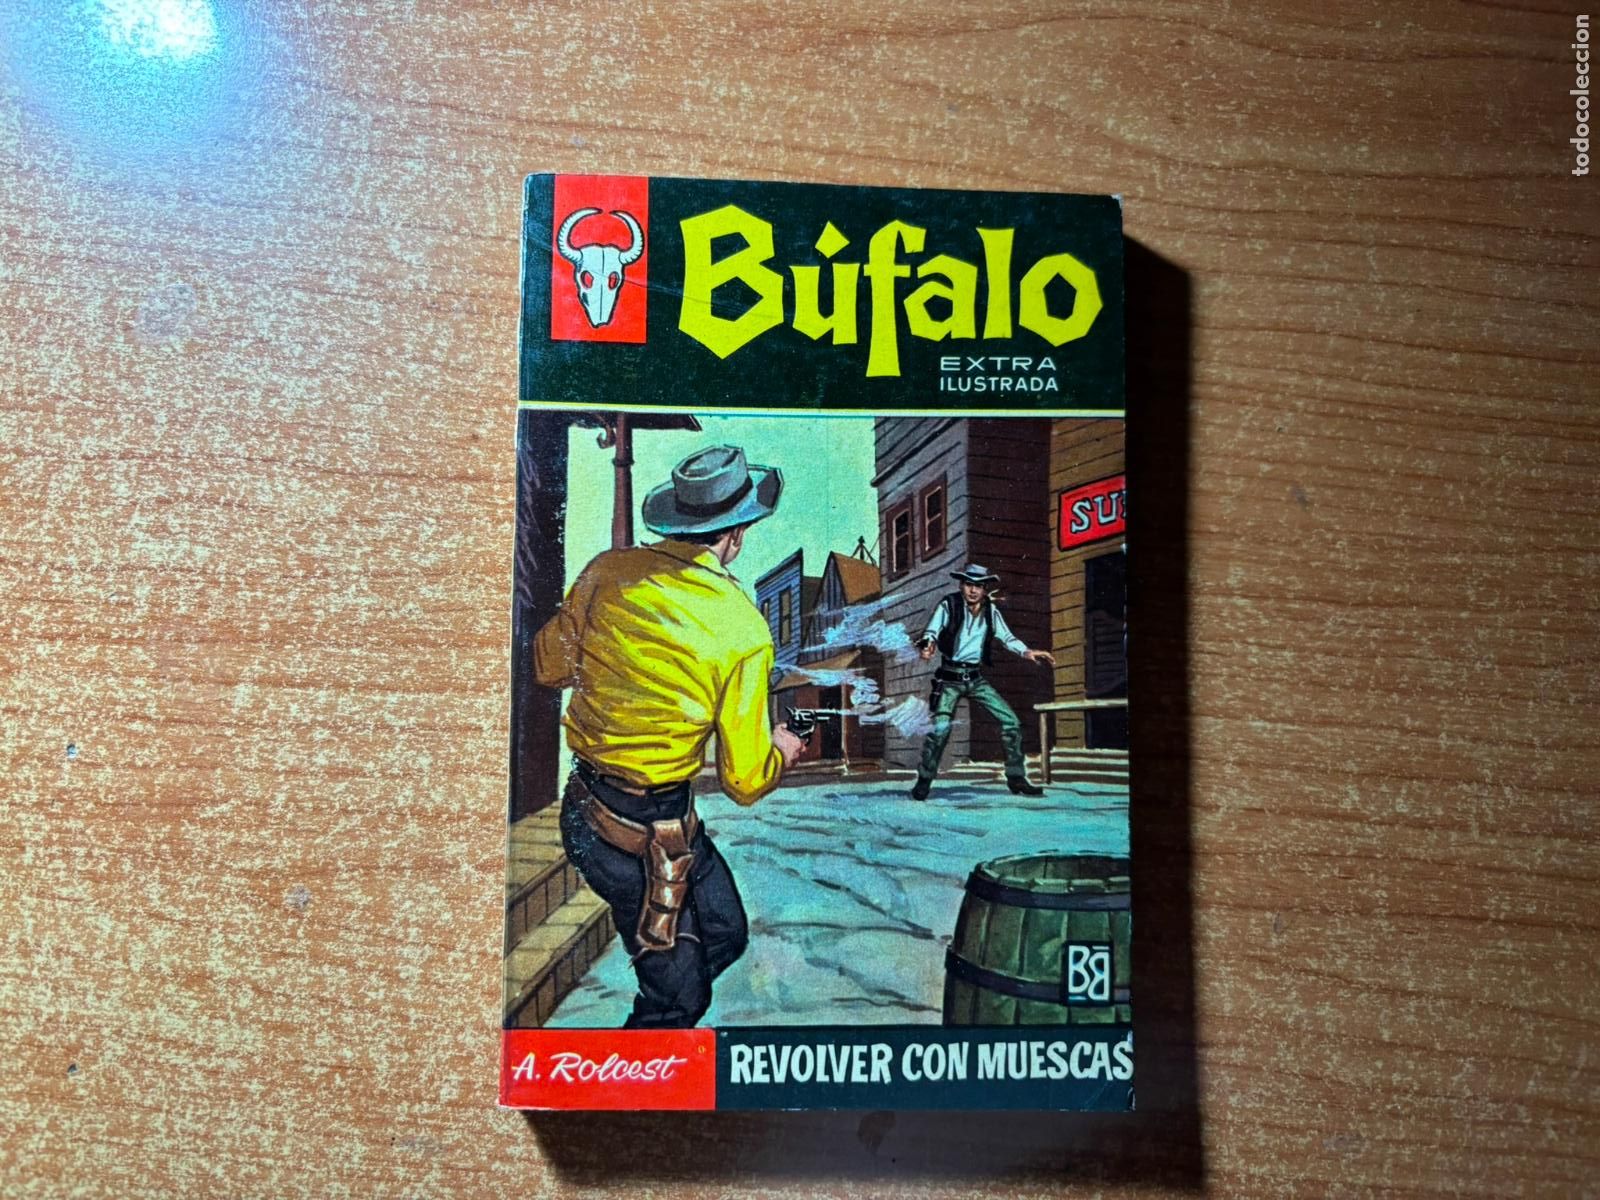 Búfalo
EXTRA
ILUSTRADA
SU
BB
A. Rolcest
REVOLVER CON MUESCAS
todocoleccion